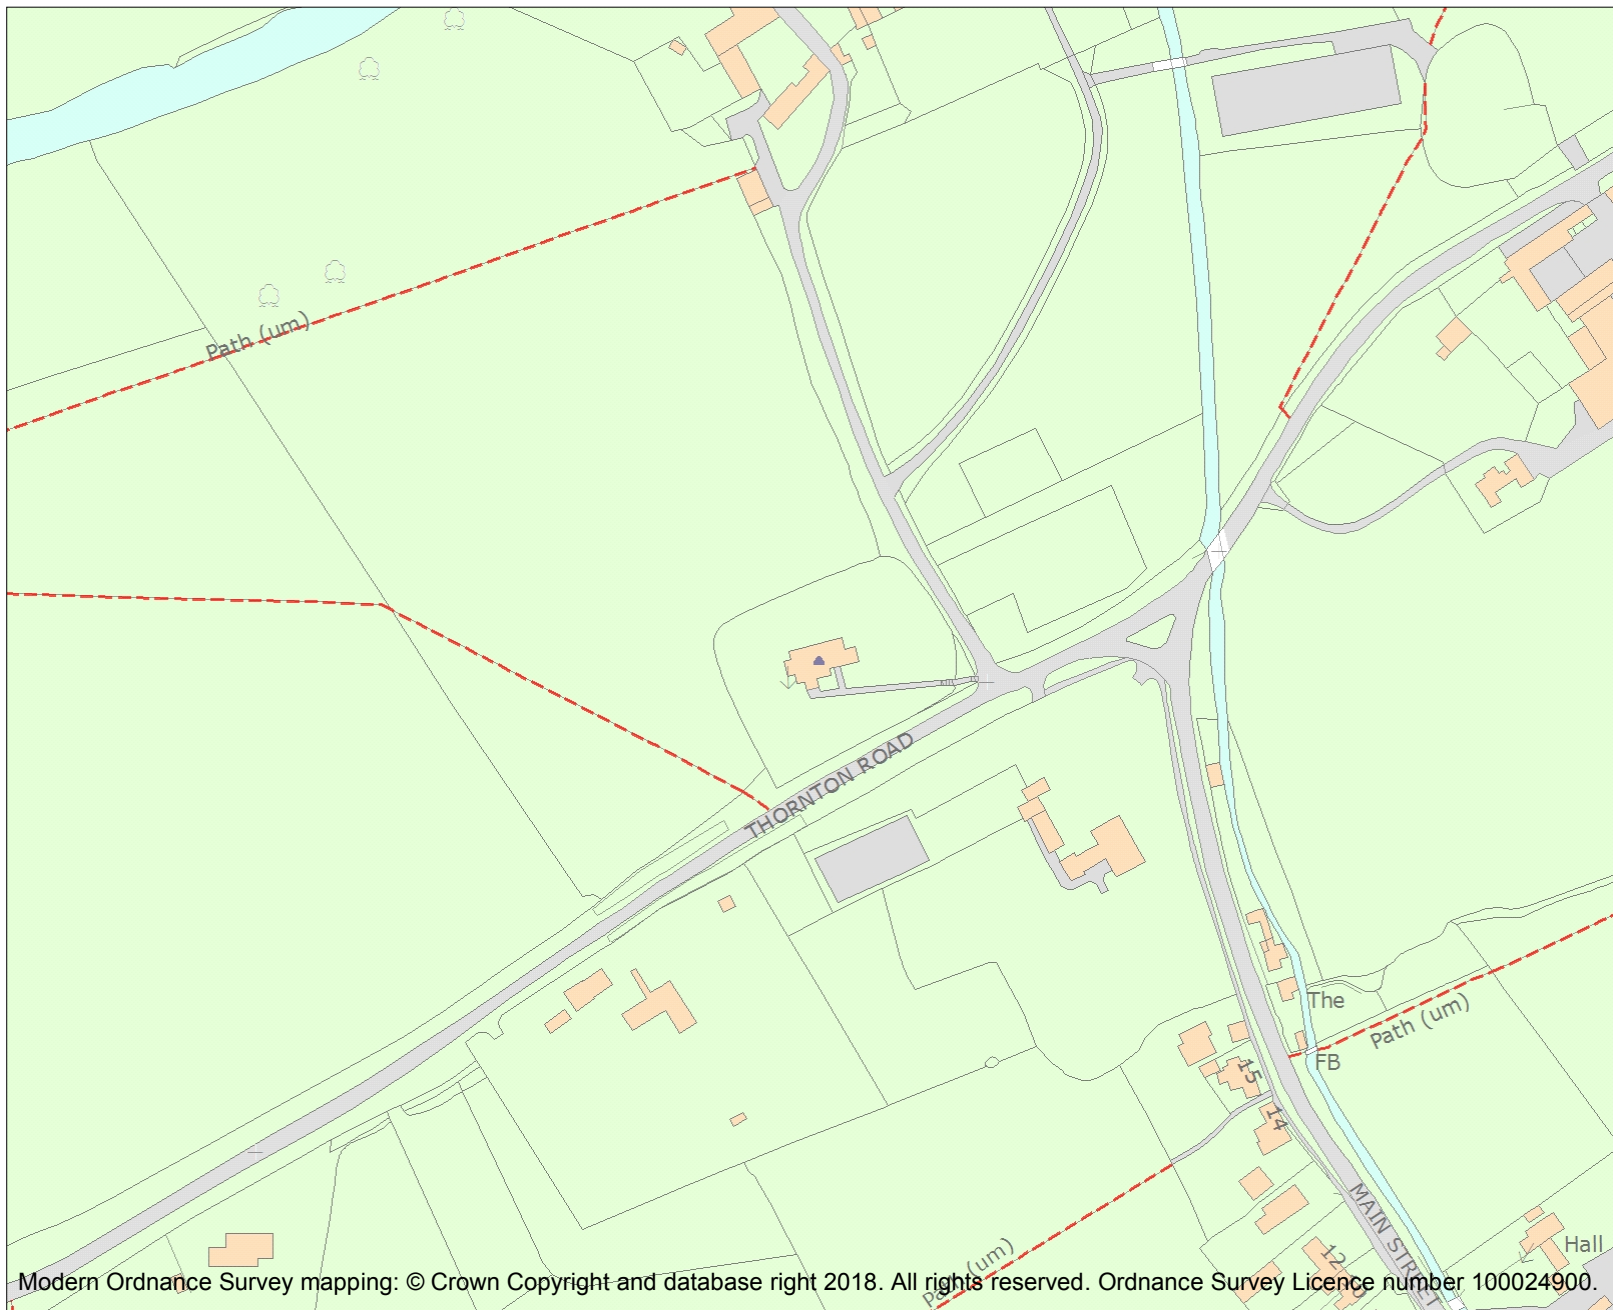 Path (um)
THORNTON ROAD
The
Path (um)
FB
15
14
MAIN STREET
Hall
12
Path (um)
Modern Ordnance Survey mapping: © Crown Copyright and database right 2018. All rights reserved. Ordnance Survey Licence number 100024900.